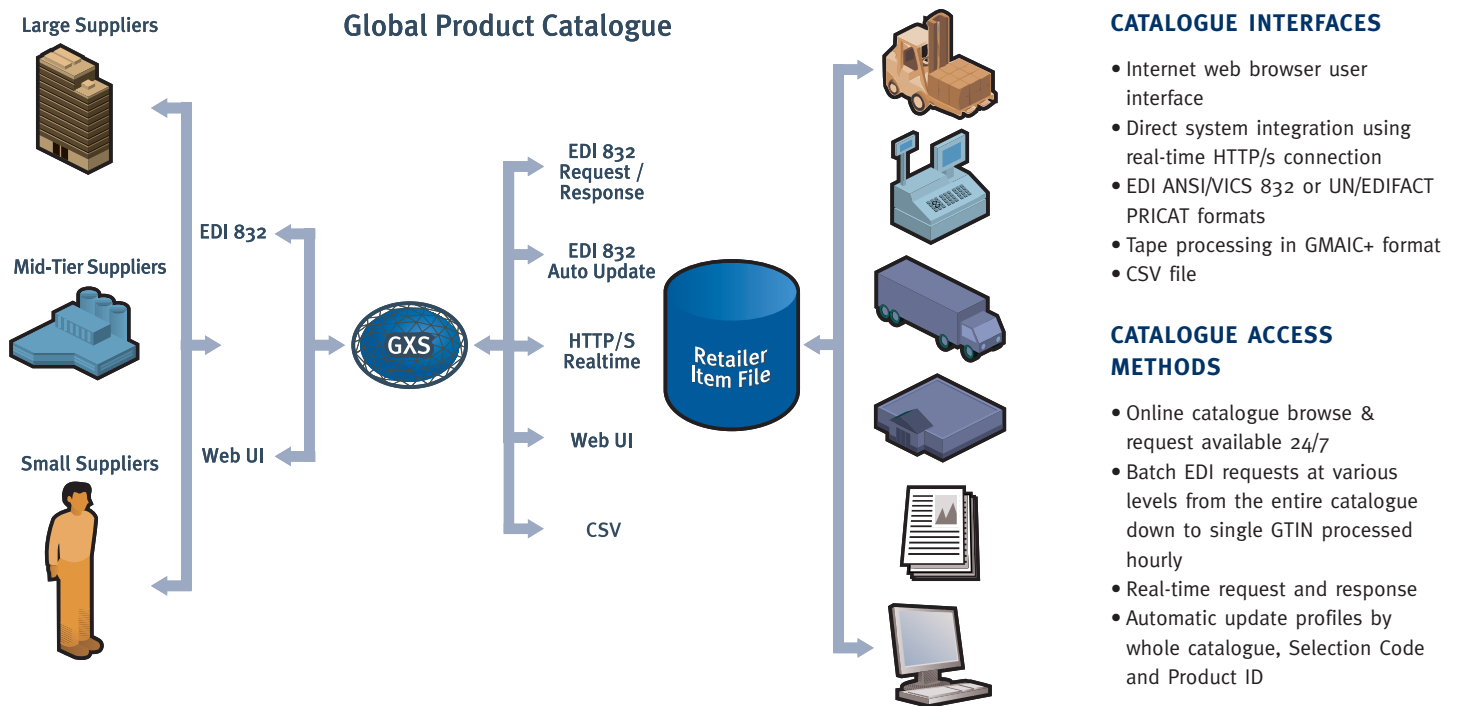 Global Product Catalogue
Large Suppliers
Mid-Tier Suppliers
Small Suppliers
EDI 832
Web UI
GXS
EDI 832
Request /
Response
EDI 832
Auto Update
HTTP/S
Realtime
Web UI
CSV
Retailer
Item File
CATALOGUE INTERFACES
• Internet web browser user
interface
• Direct system integration using
real-time HTTP/s connection
• EDI ANSI/VICS 832 or UN/EDIFACT
PRICAT formats
• Tape processing in GMAIC+ format
• CSV file
CATALOGUE ACCESS
METHODS
• Online catalogue browse &
request available 24/7
• Batch EDI requests at various
levels from the entire catalogue
down to single GTIN processed
hourly
• Real-time request and response
• Automatic update profiles by
whole catalogue, Selection Code
and Product ID